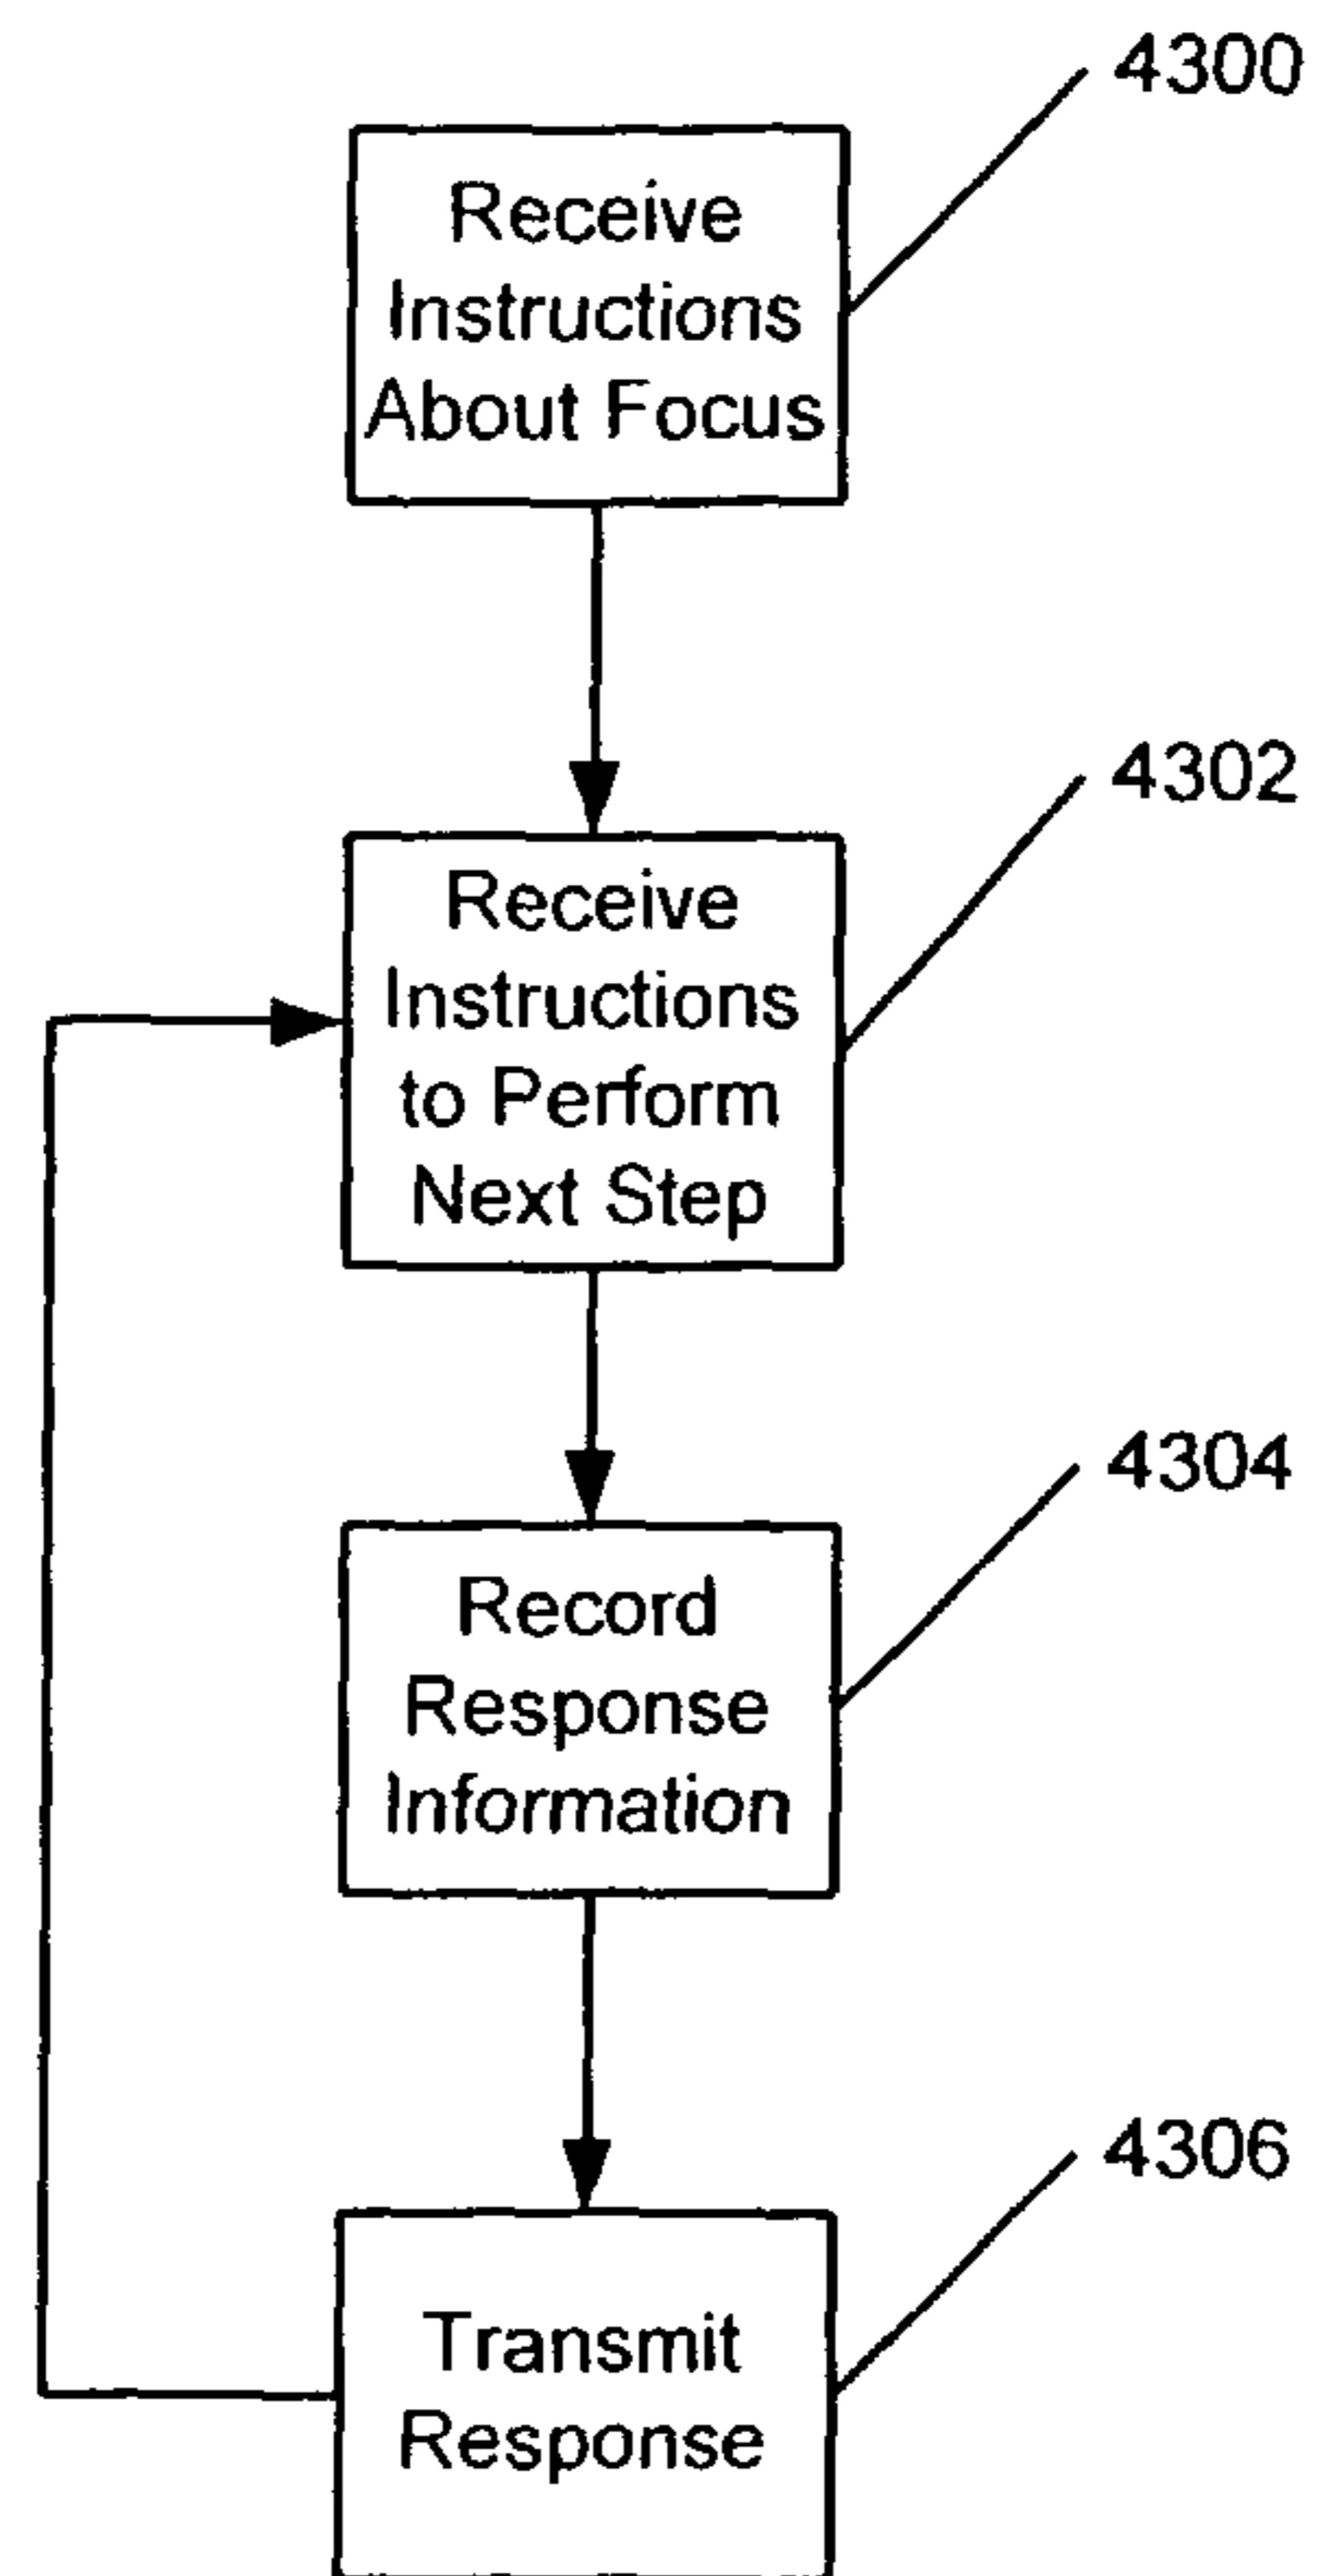 4300
Receive
Instructions
About Focus
4302
Receive
Instructions
to Perform
Next Step
4304
Record
Response
Information
4306
Transmit
Response